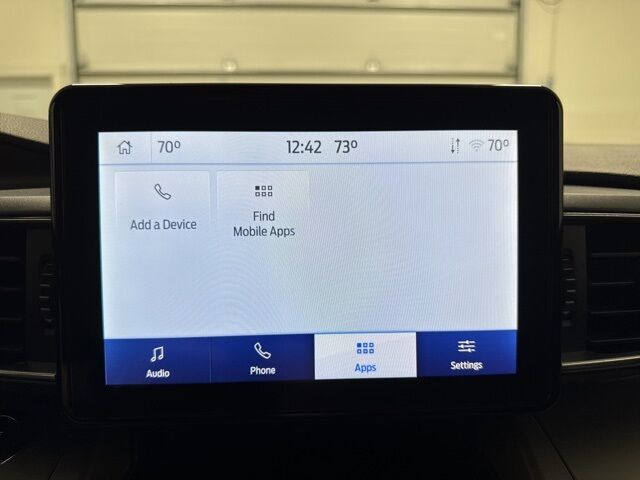 70° 12:42 73° 70°
Add a Device
Find
Mobile Apps
Audio Phone Apps Settings